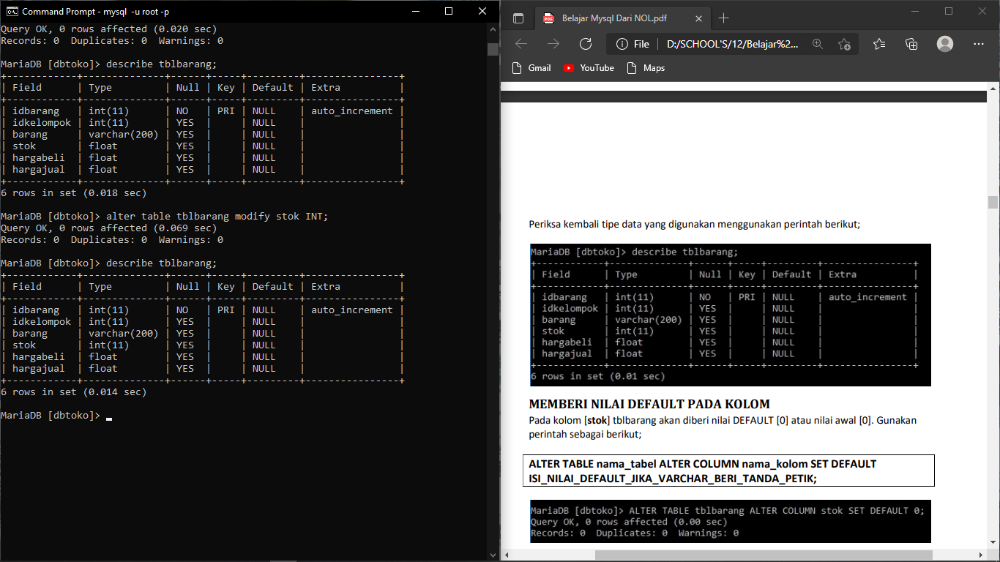 Command Prompt - mysql  -u root -p
Query OK, 0 rows affected (0.020 sec)
Records: 0  Duplicates: 0  Warnings: 0
MariaDB [dbtoko]> describe tblbarang;
+------------+--------------+------+-----+---------+----------------+
| Field      | Type         | Null | Key | Default | Extra          |
+------------+--------------+------+-----+---------+----------------+
| idbarang   | int(11)      | NO   | PRI | NULL    | auto_increment |
| idkelompok | int(11)      | YES  |     | NULL    |                |
| barang     | varchar(200) | YES  |     | NULL    |                |
| stok       | float        | YES  |     | NULL    |                |
| hargabeli  | float        | YES  |     | NULL    |                |
| hargajual  | float        | YES  |     | NULL    |                |
+------------+--------------+------+-----+---------+----------------+
6 rows in set (0.018 sec)
MariaDB [dbtoko]> alter table tblbarang modify stok INT;
Query OK, 0 rows affected (0.069 sec)
Records: 0  Duplicates: 0  Warnings: 0
MariaDB [dbtoko]> describe tblbarang;
+------------+--------------+------+-----+---------+----------------+
| Field      | Type         | Null | Key | Default | Extra          |
+------------+--------------+------+-----+---------+----------------+
| idbarang   | int(11)      | NO   | PRI | NULL    | auto_increment |
| idkelompok | int(11)      | YES  |     | NULL    |                |
| barang     | varchar(200) | YES  |     | NULL    |                |
| stok       | int(11)      | YES  |     | NULL    |                |
| hargabeli  | float        | YES  |     | NULL    |                |
| hargajual  | float        | YES  |     | NULL    |                |
+------------+--------------+------+-----+---------+----------------+
6 rows in set (0.014 sec)
MariaDB [dbtoko]> _
PDF Belajar Mysql Dari NOL.pdf
File D:/SCHOOL'S/12/Belajar%2...
Gmail YouTube Maps
Periksa kembali tipe data yang digunakan menggunakan perintah berikut;
MariaDB [dbtoko]> describe tblbarang;
+------------+--------------+------+-----+---------+----------------+
| Field      | Type         | Null | Key | Default | Extra          |
+------------+--------------+------+-----+---------+----------------+
| idbarang   | int(11)      | NO   | PRI | NULL    | auto_increment |
| idkelompok | int(11)      | YES  |     | NULL    |                |
| barang     | varchar(200) | YES  |     | NULL    |                |
| stok       | int(11)      | YES  |     | NULL    |                |
| hargabeli  | float        | YES  |     | NULL    |                |
| hargajual  | float        | YES  |     | NULL    |                |
+------------+--------------+------+-----+---------+----------------+
6 rows in set (0.01 sec)
MEMBERI NILAI DEFAULT PADA KOLOM
Pada kolom [stok] tblbarang akan diberi nilai DEFAULT [0] atau nilai awal [0]. Gunakan
perintah sebagai berikut;
ALTER TABLE nama_tabel ALTER COLUMN nama_kolom SET DEFAULT
ISI_NILAI_DEFAULT_JIKA_VARCHAR_BERI_TANDA_PETIK;
MariaDB [dbtoko]> ALTER TABLE tblbarang ALTER COLUMN stok SET DEFAULT 0;
Query OK, 0 rows affected (0.00 sec)
Records: 0  Duplicates: 0  Warnings: 0